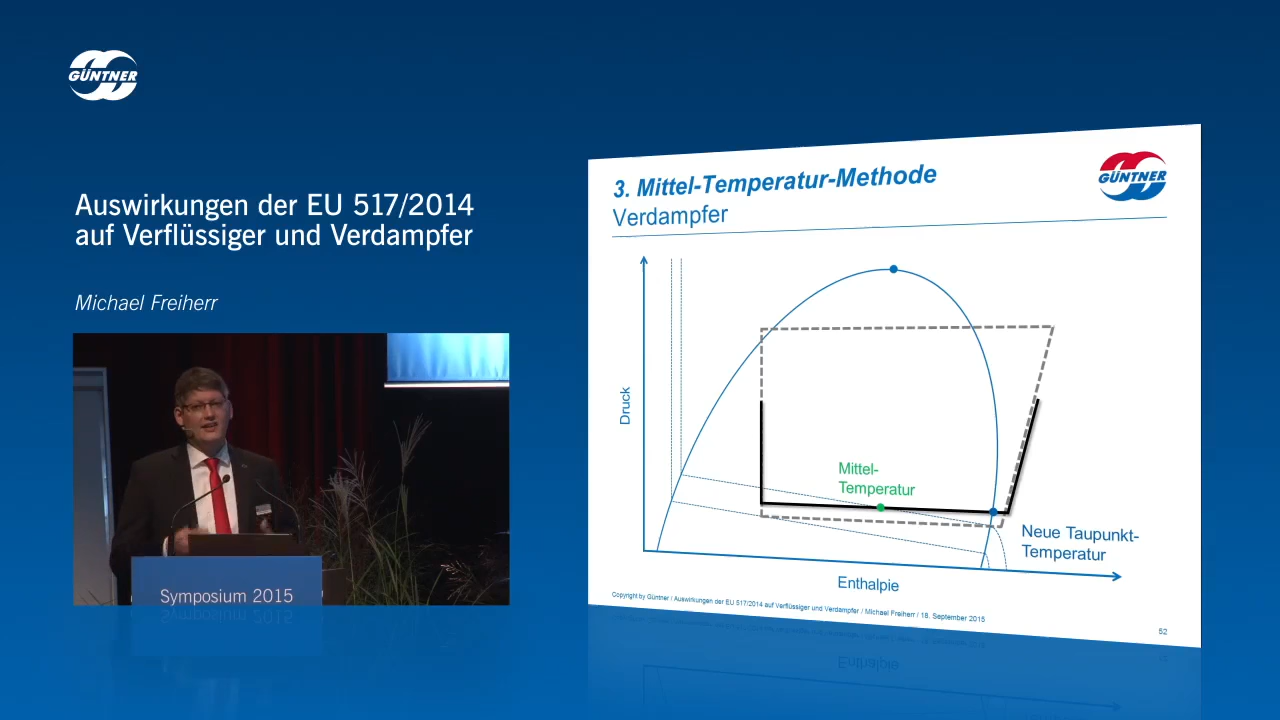 GÜNTNER
Auswirkungen der EU 517/2014
auf Verflüssiger und Verdampfer
Michael Freiherr
Symposium 2015
3. Mittel-Temperatur-Methode
Verdampfer
GÜNTNER
Druck
Mittel-
Temperatur
Neue Taupunkt-
Temperatur
Enthalpie
Copyright by Güntner / Auswirkungen der EU 517/2014 auf Verflüssiger und Verdampfer / Michael Freiherr / 18. September 2015
52